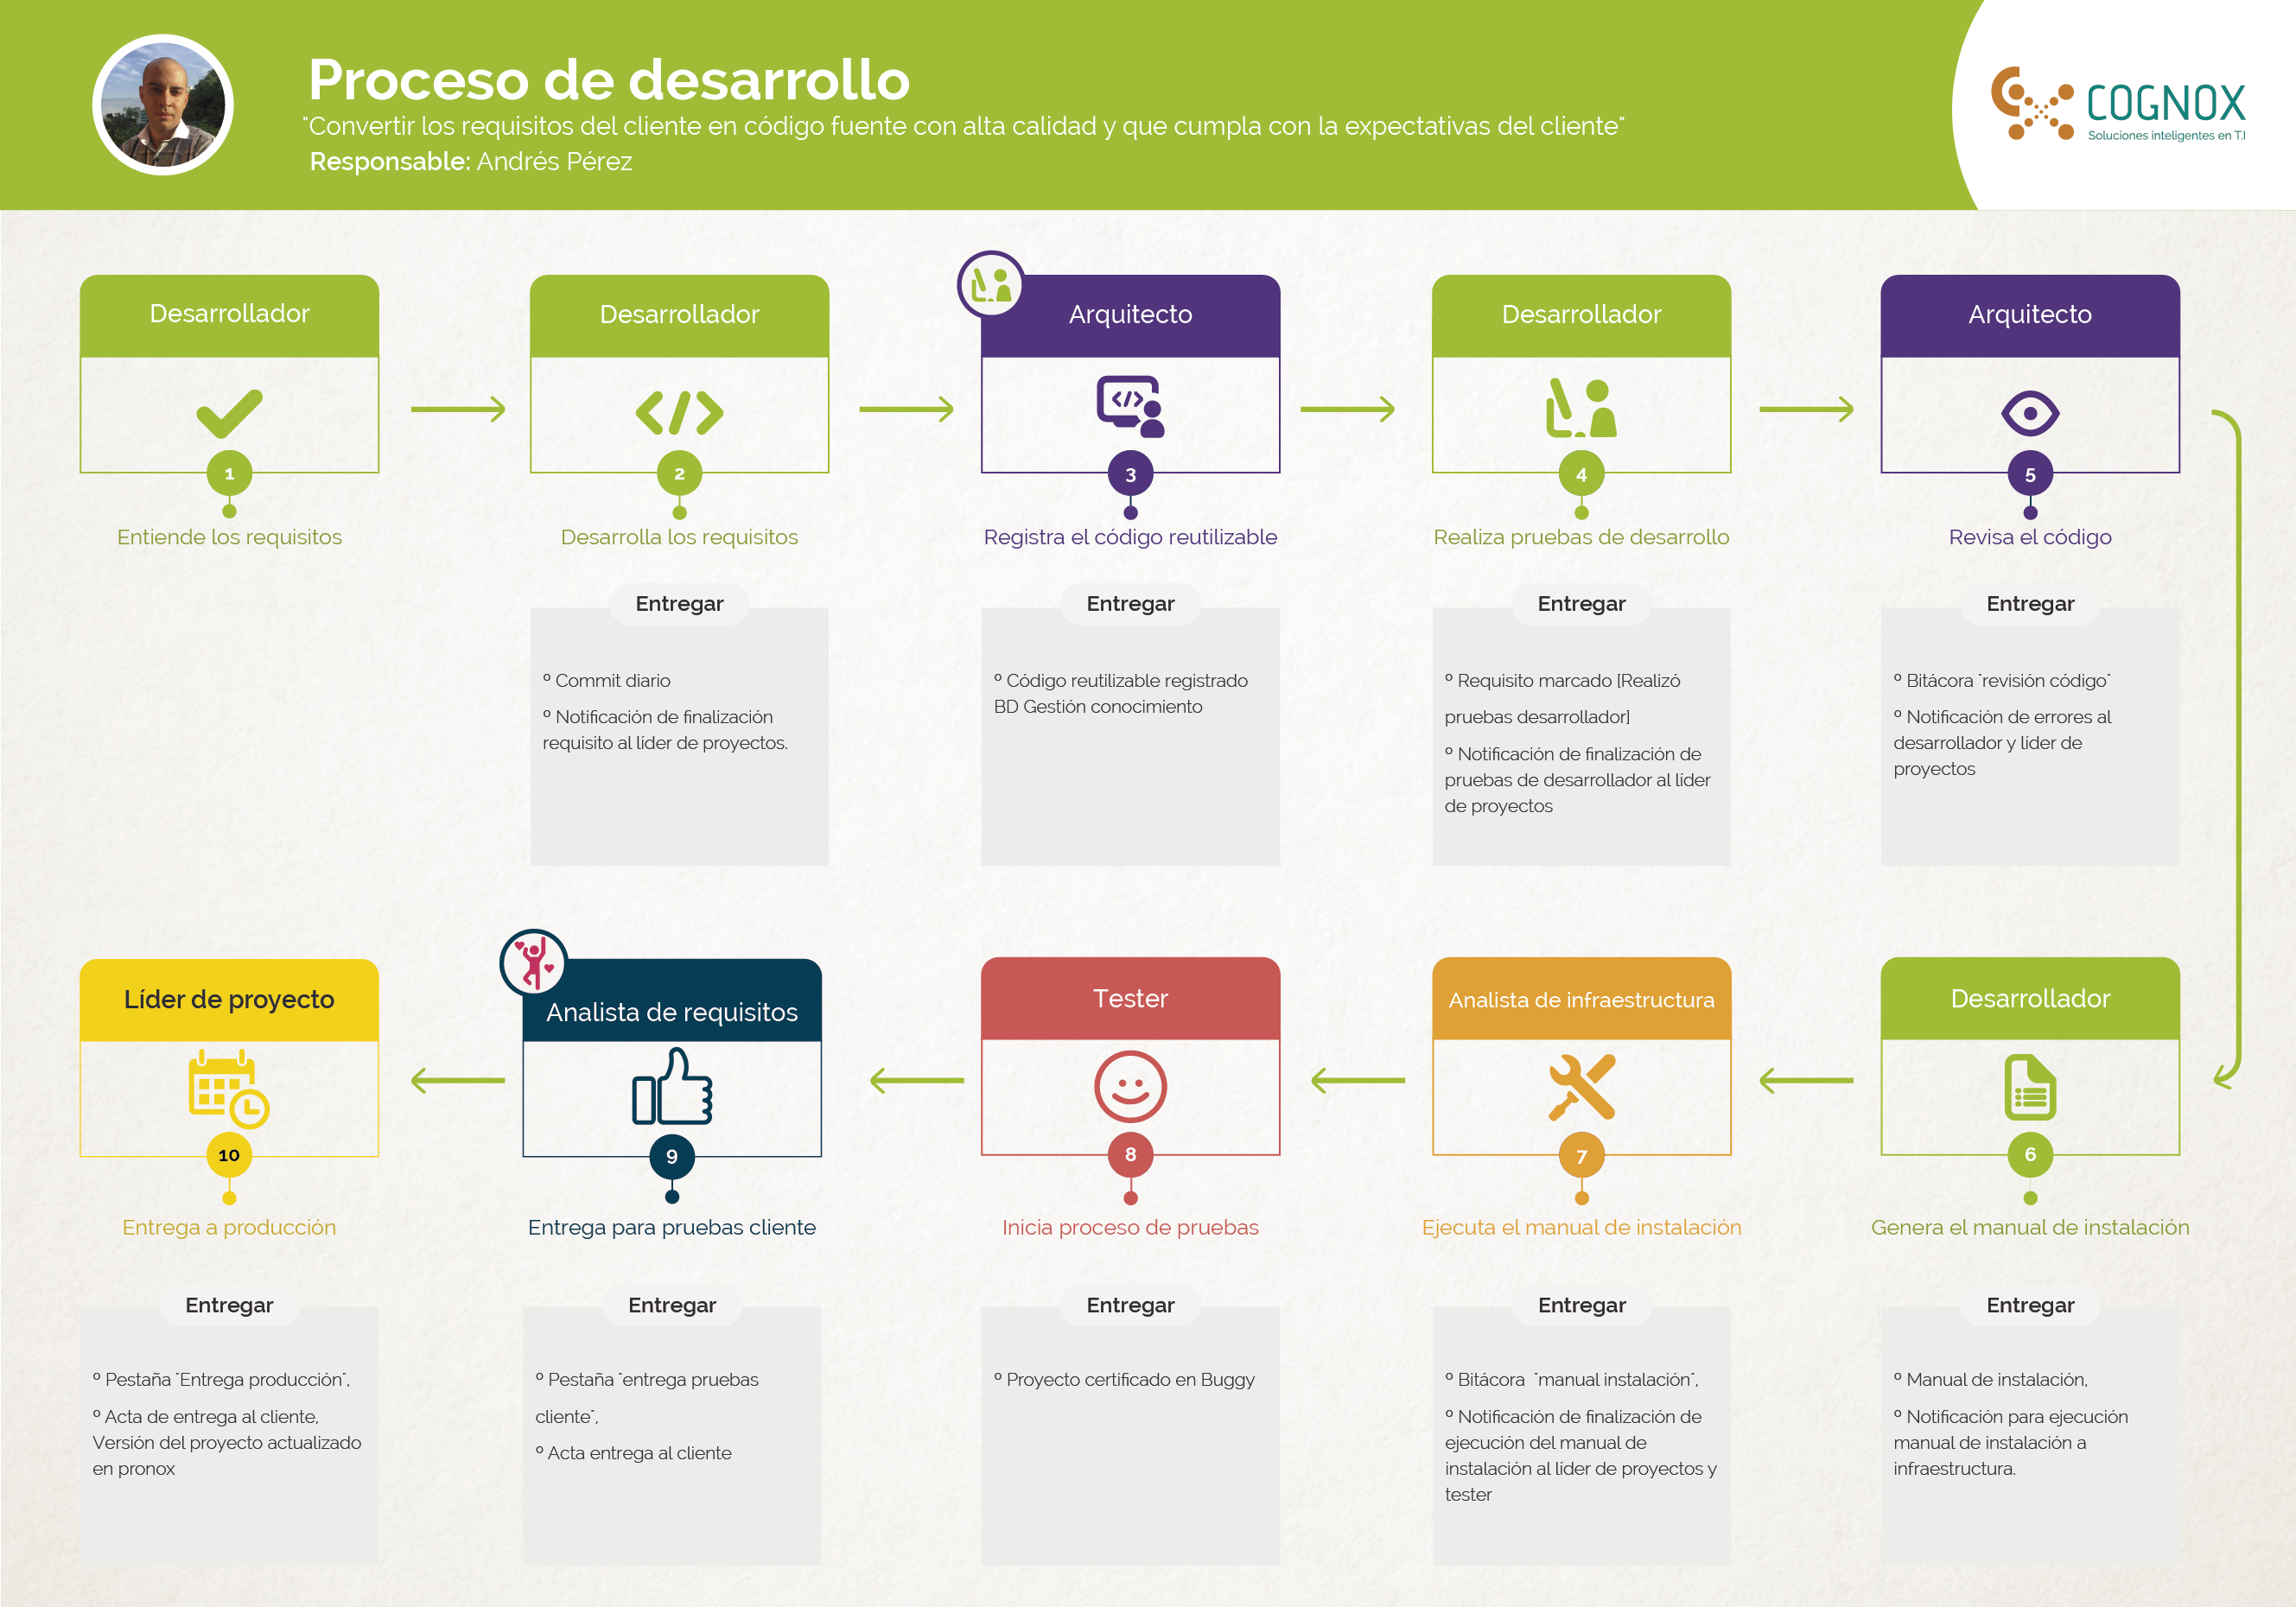 Proceso de desarrollo
"Convertir los requisitos del cliente en código fuente con alta calidad y que cumpla con la expectativas del cliente"
Responsable: Andrés Pérez
COGNOX
Soluciones inteligentes en T.I
Desarrollador
1
Entiende los requisitos
Desarrollador
</>
2
Desarrolla los requisitos
Entregar
º Commit diario
º Notificación de finalización
requisito al líder de proyectos.
Arquitecto
</>
3
Registra el código reutilizable
Entregar
º Código reutilizable registrado
BD Gestión conocimiento
Desarrollador
4
Realiza pruebas de desarrollo
Entregar
º Requisito marcado [Realizó
pruebas desarrollador]
º Notificación de finalización de
pruebas de desarrollador al líder
de proyectos
Arquitecto
5
Revisa el código
Entregar
º Bitácora "revisión código"
º Notificación de errores al
desarrollador y líder de
proyectos
Líder de proyecto
10
Entrega a producción
Entregar
º Pestaña "Entrega producción",
º Acta de entrega al cliente,
Versión del proyecto actualizado
en pronox
Analista de requisitos
9
Entrega para pruebas cliente
Entregar
º Pestaña "entrega pruebas
cliente",
º Acta entrega al cliente
Tester
8
Inicia proceso de pruebas
Entregar
º Proyecto certificado en Buggy
Analista de infraestructura
7
Ejecuta el manual de instalación
Entregar
º Bitácora "manual instalación",
º Notificación de finalización de
ejecución del manual de
instalación al líder de proyectos y
tester
Desarrollador
6
Genera el manual de instalación
Entregar
º Manual de instalación,
º Notificación para ejecución
manual de instalación a
infraestructura.